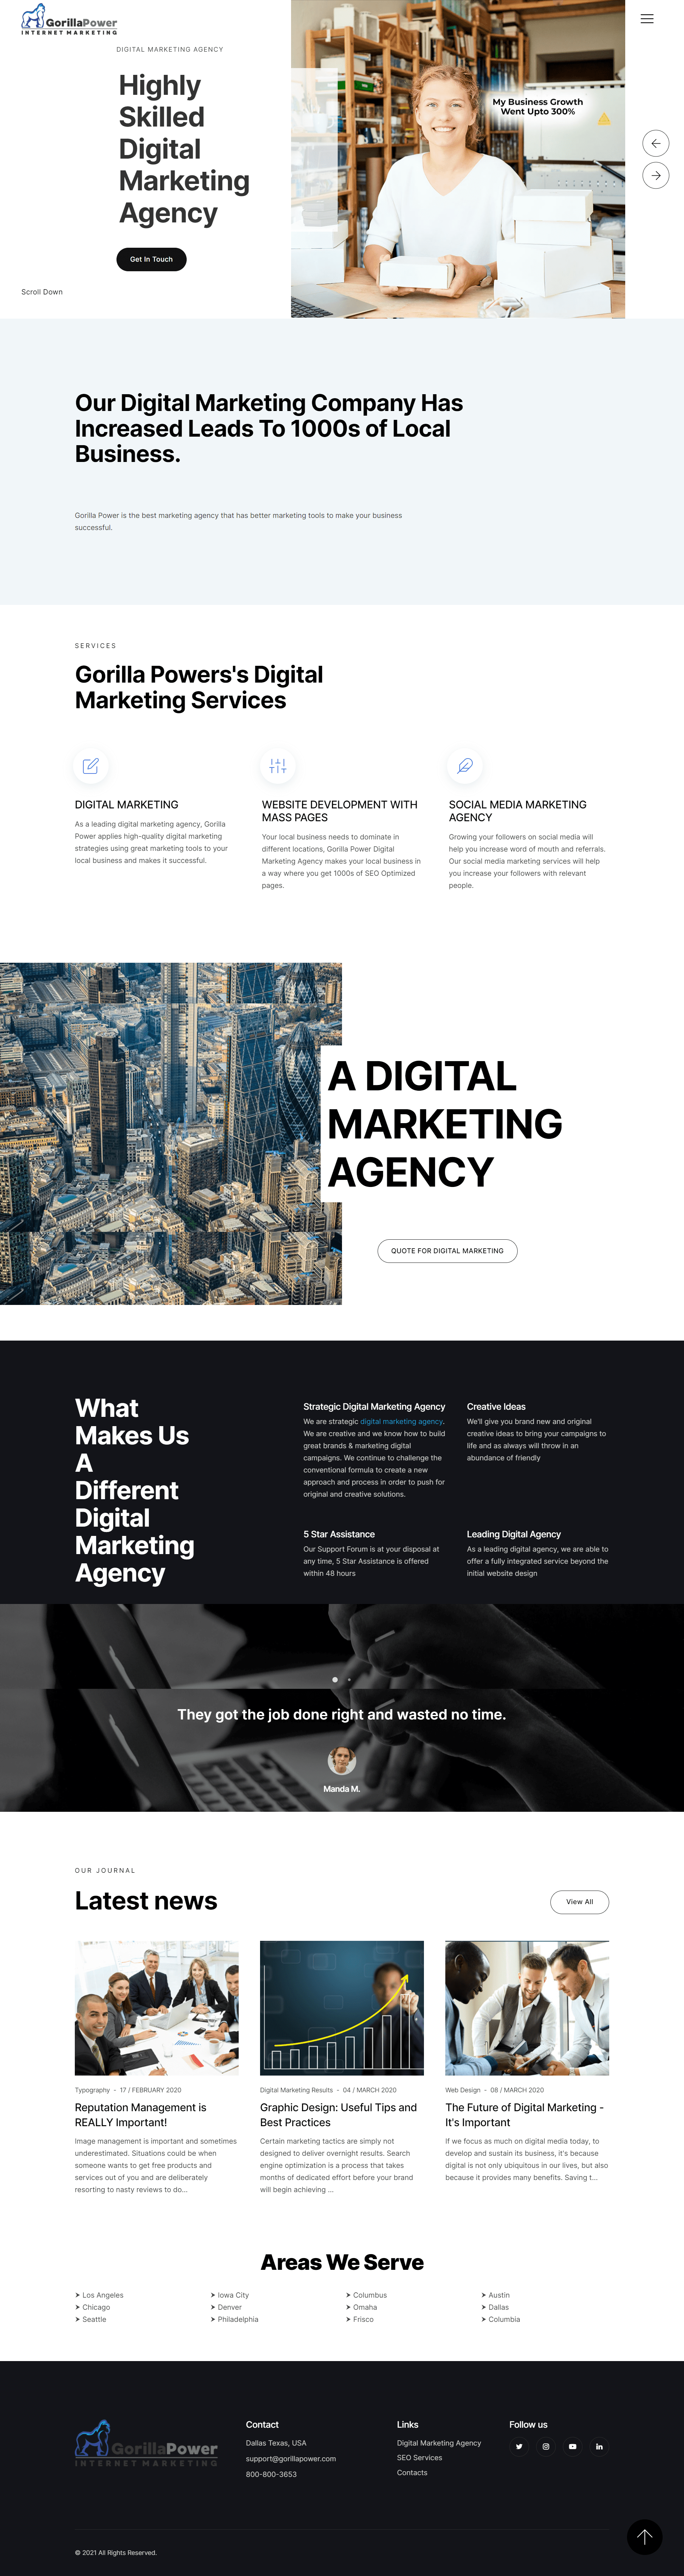 GorillaPower
INTERNET MARKETING
DIGITAL MARKETING AGENCY
Highly
Skilled
Digital
Marketing
Agency
My Business Growth
Went Upto 300%
Get In Touch
Scroll Down
Our Digital Marketing Company Has
Increased Leads To 1000s of Local
Business.
Gorilla Power is the best marketing agency that has better marketing tools to make your business
successful.
SERVICES
Gorilla Powers's Digital
Marketing Services
DIGITAL MARKETING
As a leading digital marketing agency, Gorilla
Power applies high-quality digital marketing
strategies using great marketing tools to your
local business and makes it successful.
WEBSITE DEVELOPMENT WITH
MASS PAGES
Your local business needs to dominate in
different locations, Gorilla Power Digital
Marketing Agency makes your local business in
a way where you get 1000s of SEO Optimized
pages.
SOCIAL MEDIA MARKETING
AGENCY
Growing your followers on social media will
help you increase word of mouth and referrals.
Our social media marketing services will help
you increase your followers with relevant
people.
A DIGITAL
MARKETING
AGENCY
QUOTE FOR DIGITAL MARKETING
What
Makes Us
A
Different
Digital
Marketing
Agency
Strategic Digital Marketing Agency
We are strategic digital marketing agency.
We are creative and we know how to build
great brands & marketing digital
campaigns. We continue to challenge the
conventional formula to create a new
approach and process in order to push for
original and creative solutions.
Creative Ideas
We'll give you brand new and original
creative ideas to bring your campaigns to
life and as always will throw in an
abundance of friendly
5 Star Assistance
Our Support Forum is at your disposal at
any time, 5 Star Assistance is offered
within 48 hours
Leading Digital Agency
As a leading digital agency, we are able to
offer a fully integrated service beyond the
initial website design
They got the job done right and wasted no time.
Manda M.
OUR JOURNAL
Latest news
View All
Typography - 17 / FEBRUARY 2020
Reputation Management is
REALLY Important!
Image management is important and sometimes
underestimated. Situations could be when
someone wants to get free products and
services out of you and are deliberately
resorting to nasty reviews to do...
Digital Marketing Results - 04 / MARCH 2020
Graphic Design: Useful Tips and
Best Practices
Certain marketing tactics are simply not
designed to deliver overnight results. Search
engine optimization is a process that takes
months of dedicated effort before your brand
will begin achieving ...
Web Design - 08 / MARCH 2020
The Future of Digital Marketing -
It's Important
If we focus as much on digital media today, to
develop and sustain its business, it's because
digital is not only ubiquitous in our lives, but also
because it provides many benefits. Saving t...
Areas We Serve
➤ Los Angeles
➤ Chicago
➤ Seattle
➤ Iowa City
➤ Denver
➤ Philadelphia
➤ Columbus
➤ Omaha
➤ Frisco
➤ Austin
➤ Dallas
➤ Columbia
GorillaPower
INTERNET MARKETING
Contact
Dallas Texas, USA
support@gorillapower.com
800-800-3653
Links
Digital Marketing Agency
SEO Services
Contacts
Follow us
© 2021 All Rights Reserved.